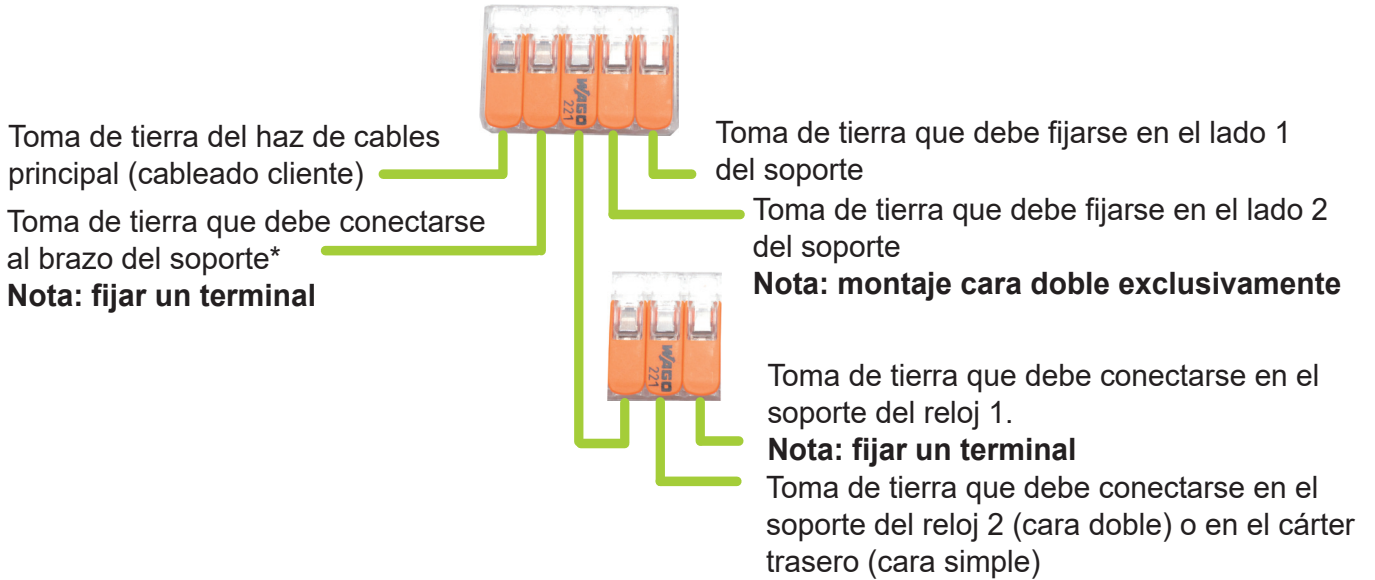 WAGO
221
Toma de tierra del haz de cables
principal (cableado cliente)
Toma de tierra que debe conectarse
al brazo del soporte*
Nota: fijar un terminal
Toma de tierra que debe fijarse en el lado 1
del soporte
Toma de tierra que debe fijarse en el lado 2
del soporte
Nota: montaje cara doble exclusivamente
WAGO
221
Toma de tierra que debe conectarse en el
soporte del reloj 1.
Nota: fijar un terminal
Toma de tierra que debe conectarse en el
soporte del reloj 2 (cara doble) o en el cárter
trasero (cara simple)